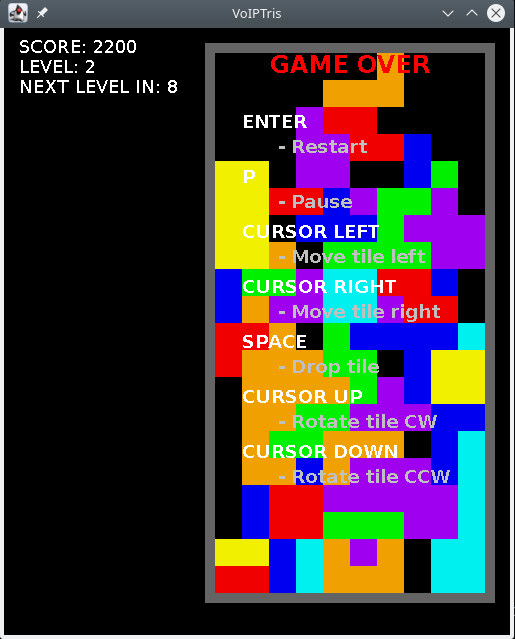 VoIPTris
SCORE: 2200
LEVEL: 2
NEXT LEVEL IN: 8
GAME OVER
ENTER
- Restart
P
- Pause
CURSOR LEFT
- Move tile left
CURSOR RIGHT
- Move tile right
SPACE
- Drop tile
CURSOR UP
- Rotate tile CW
CURSOR DOWN
- Rotate tile CCW